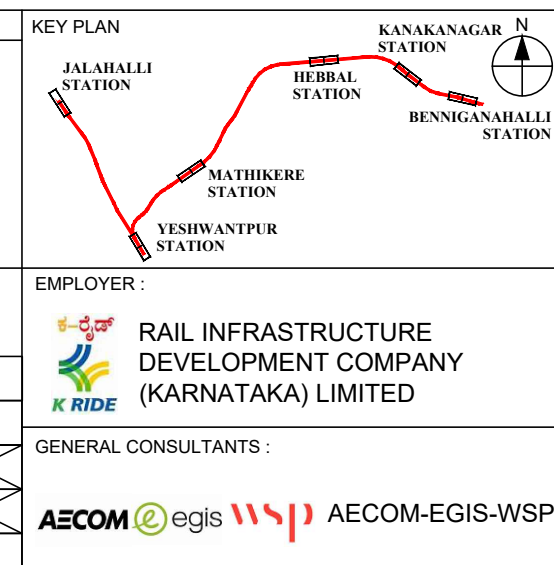 KEY PLAN
KANAKANAGAR
STATION
N
JALAHALLI
STATION
HEBBAL
STATION
BENNIGANAHALLI
STATION
MATHIKERE
STATION
YESHWANTPUR
STATION
EMPLOYER :
ಕ-ರೈಡ್
K RIDE
RAIL INFRASTRUCTURE
DEVELOPMENT COMPANY
(KARNATAKA) LIMITED
GENERAL CONSULTANTS :
AECOM e egis wsp AECOM-EGIS-WSP